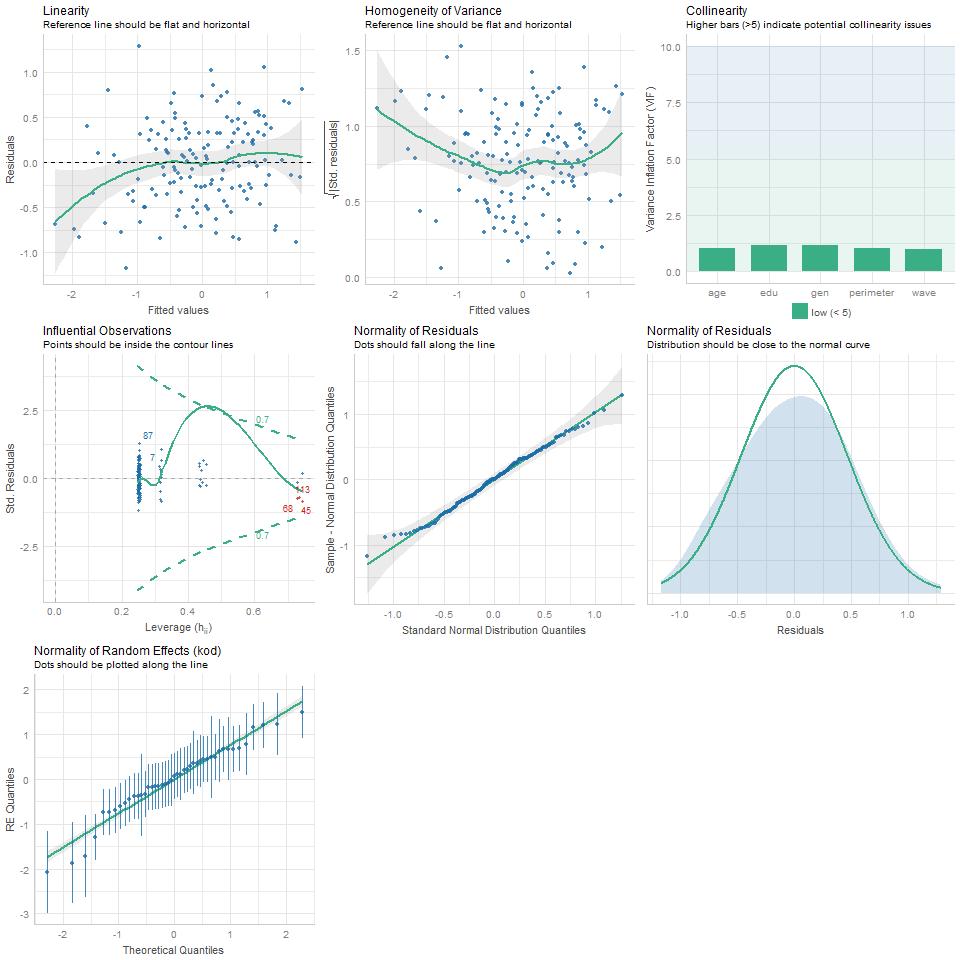 Linearity
Reference line should be flat and horizontal
Residuals
1.0
0.5
0.0
-0.5
-1.0
-2
-1
0
1
Fitted values
Homogeneity of Variance
Reference line should be flat and horizontal
√|Std. residuals|
1.5
1.0
0.5
0.0
-2
-1
0
1
Fitted values
Collinearity
Higher bars (>5) indicate potential collinearity issues
Variance Inflation Factor (VIF)
10.0
7.5
5.0
2.5
0.0
age
edu
gen
perimeter
wave
low (< 5)
Influential Observations
Points should be inside the contour lines
Std. Residuals
2.5
0.0
-2.5
87
7
0.7
13
68
45
0.7
0.0
0.2
0.4
0.6
Leverage (hii)
Normality of Residuals
Dots should fall along the line
Sample - Normal Distribution Quantiles
1
0
-1
-1.0
-0.5
0.0
0.5
1.0
Standard Normal Distribution Quantiles
Normality of Residuals
Distribution should be close to the normal curve
-1.0
-0.5
0.0
0.5
1.0
Residuals
Normality of Random Effects (kod)
Dots should be plotted along the line
RE Quantiles
2
1
0
-1
-2
-3
-2
-1
0
1
2
Theoretical Quantiles